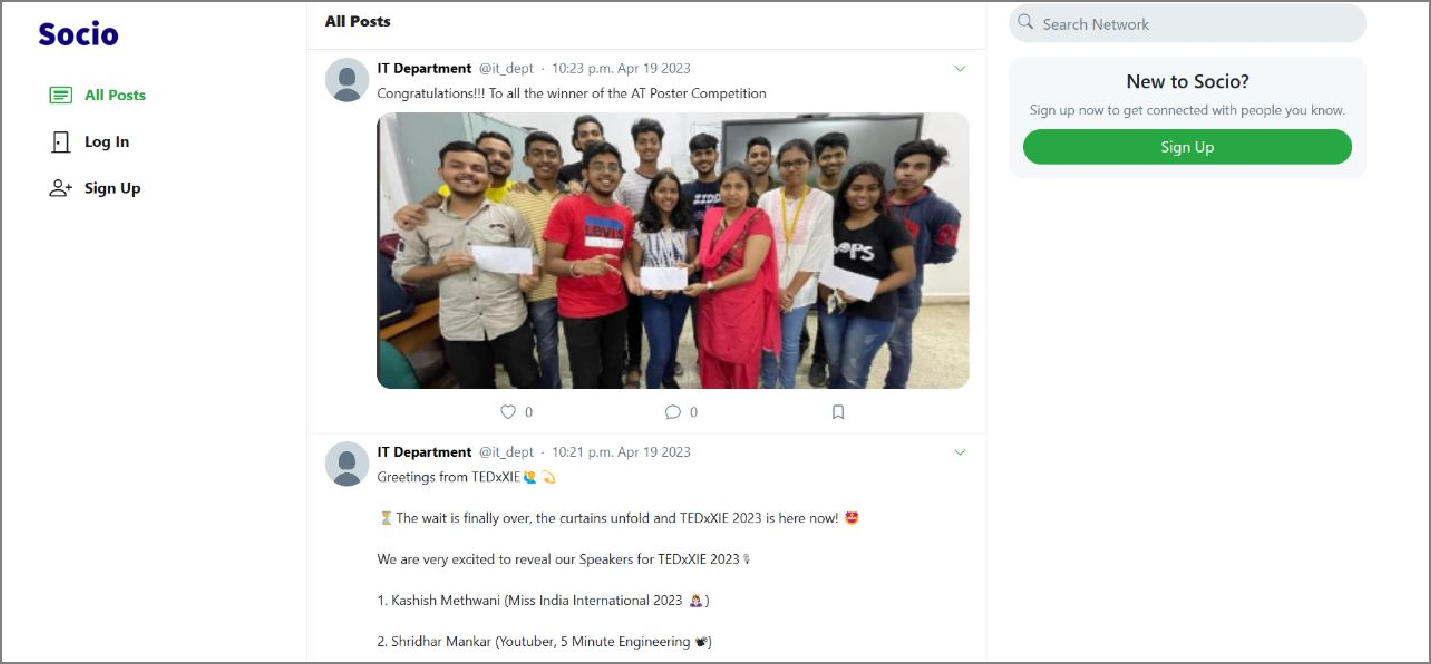 Socio
All Posts
Log In
Sign Up
All Posts
IT Department @it_dept · 10:23 p.m. Apr 19 2023
Congratulations!!! To all the winner of the AT Poster Competition
LEVI'S
OOPS
0
0
IT Department @it_dept · 10:21 p.m. Apr 19 2023
Greetings from TEDxXIE 🙋 💫
⏳ The wait is finally over, the curtains unfold and TEDxXIE 2023 is here now! 🤩
We are very excited to reveal our Speakers for TEDxXIE 2023🎙
1. Kashish Methwani (Miss India International 2023 👸)
2. Shridhar Mankar (Youtuber, 5 Minute Engineering 📽)
Search Network
New to Socio?
Sign up now to get connected with people you know.
Sign Up